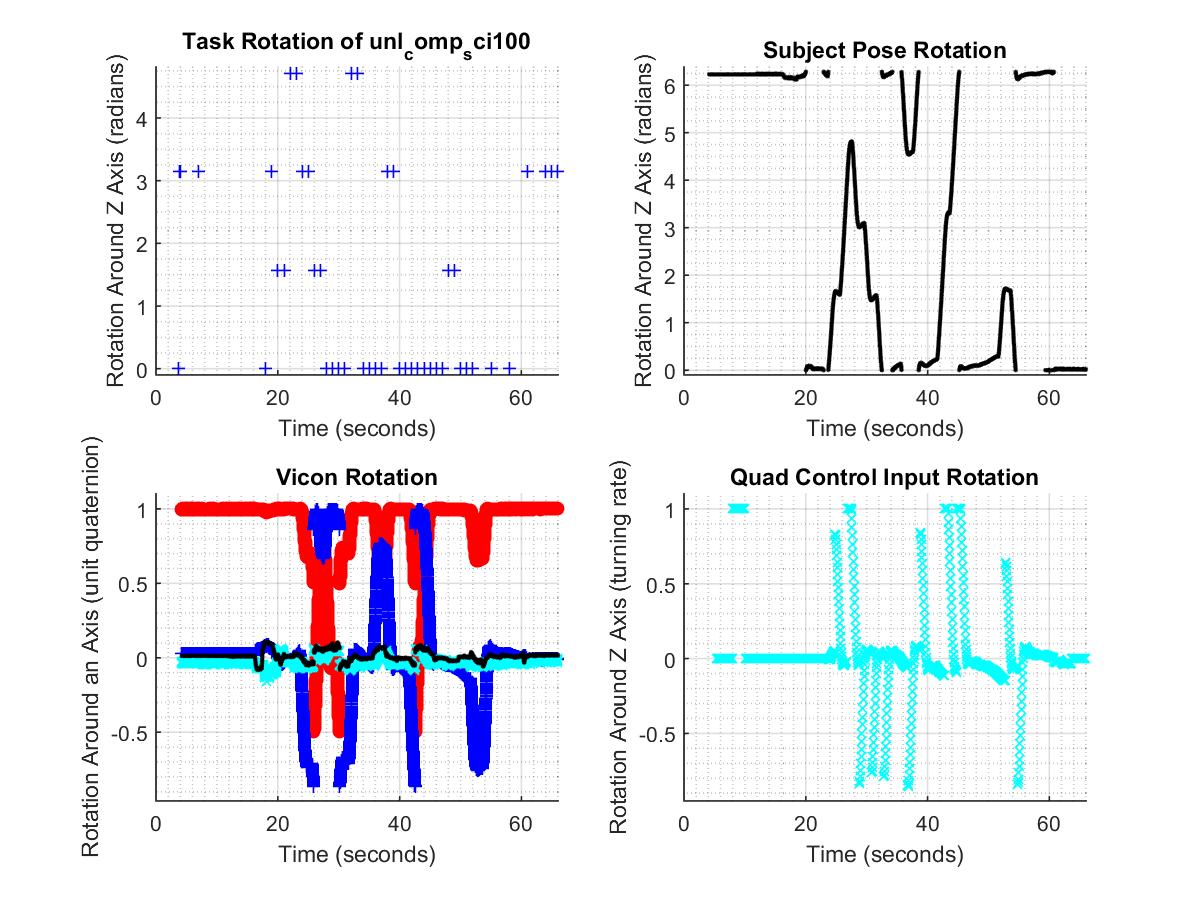 Task Rotation of unlcompsci100
Rotation Around Z Axis (radians)
4
3
2
1
0
0 20 40 60
Time (seconds)
Subject Pose Rotation
Rotation Around Z Axis (radians)
6
5
4
3
2
1
0
0 20 40 60
Time (seconds)
Vicon Rotation
Rotation Around an Axis (unit quaternion)
1
0.5
0
-0.5
0 20 40 60
Time (seconds)
Quad Control Input Rotation
Rotation Around Z Axis (turning rate)
1
0.5
0
-0.5
0 20 40 60
Time (seconds)